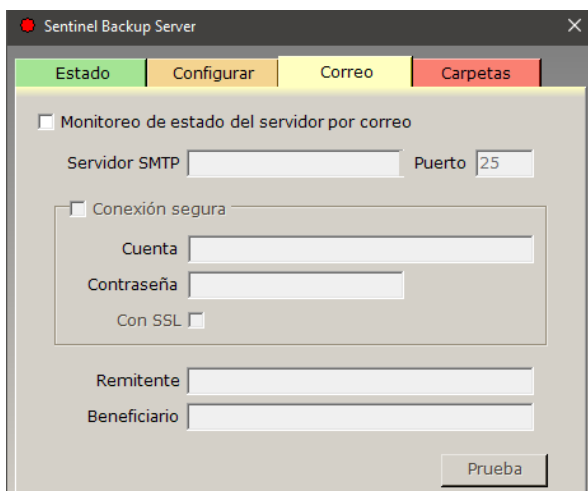 Sentinel Backup Server
Estado Configurar Correo Carpetas
Monitoreo de estado del servidor por correo
Servidor SMTP Puerto 25
Conexión segura
Cuenta
Contraseña
Con SSL
Remitente
Beneficiario
Prueba